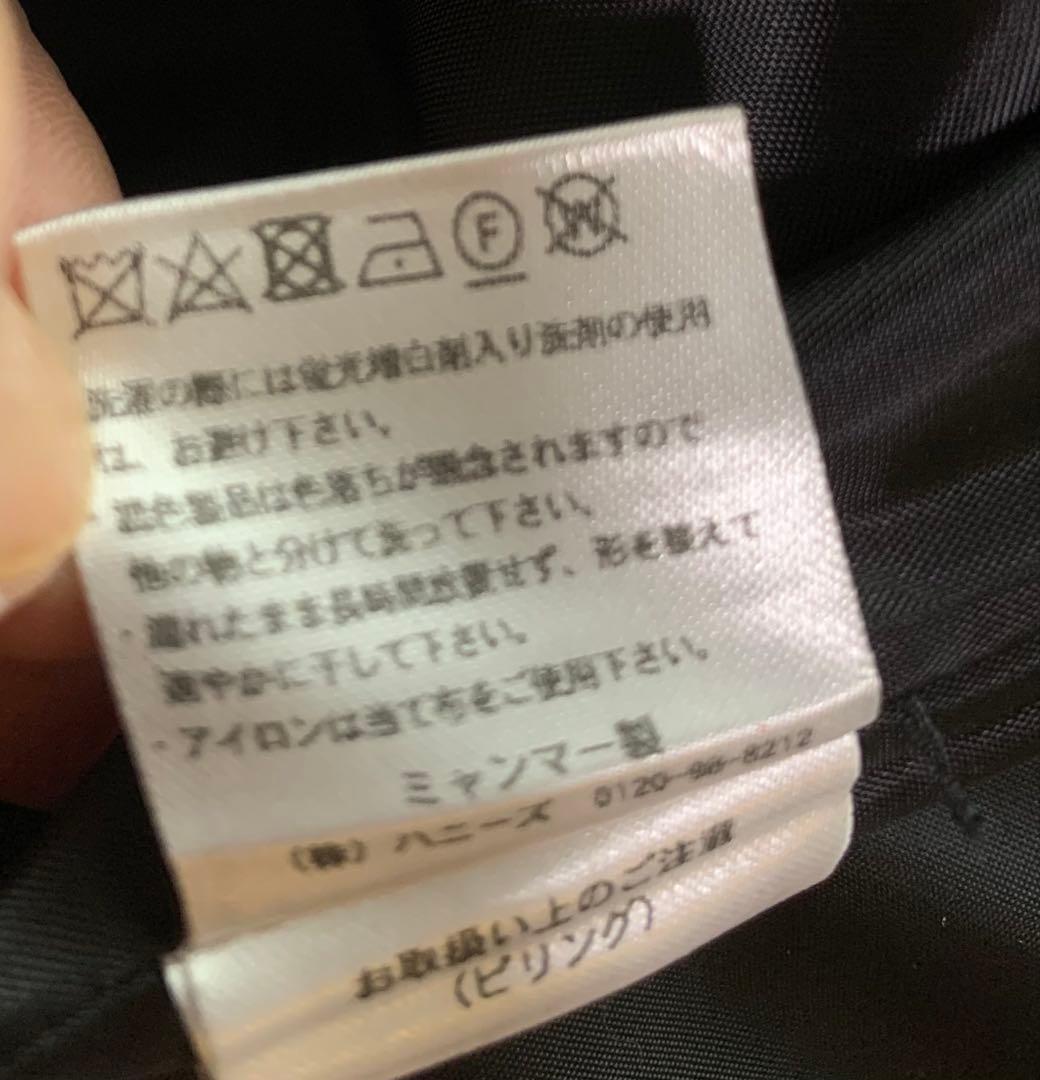 F
W
洗濯の際には蛍光増白剤入り洗剤の使用
は、お避け下さい。
・濃色製品は色落ちが懸念されますので
他の物と分けて洗って下さい。
・濡れたまま長時間放置せず、形を整えて
速やかに干して下さい。
・アイロンは当て布をご使用下さい。
ミャンマー製
(株) ハニーズ 0120-98-8212
お取扱い上のご注意
(ピリング)